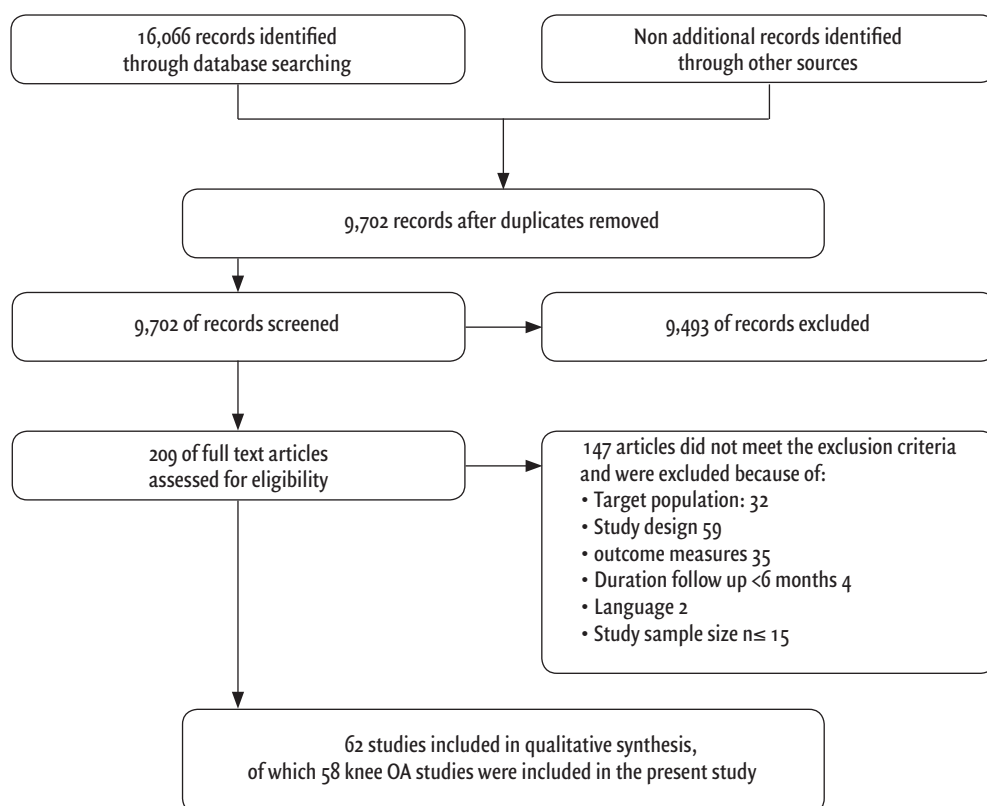 16,066 records identified
through database searching
Non additional records identified
through other sources
9,702 records after duplicates removed
9,702 of records screened
9,493 of records excluded
209 of full text articles
assessed for eligibility
147 articles did not meet the exclusion criteria
and were excluded because of:
• Target population: 32
• Study design 59
• outcome measures 35
• Duration follow up <6 months 4
• Language 2
• Study sample size n≤ 15
62 studies included in qualitative synthesis,
of which 58 knee OA studies were included in the present study